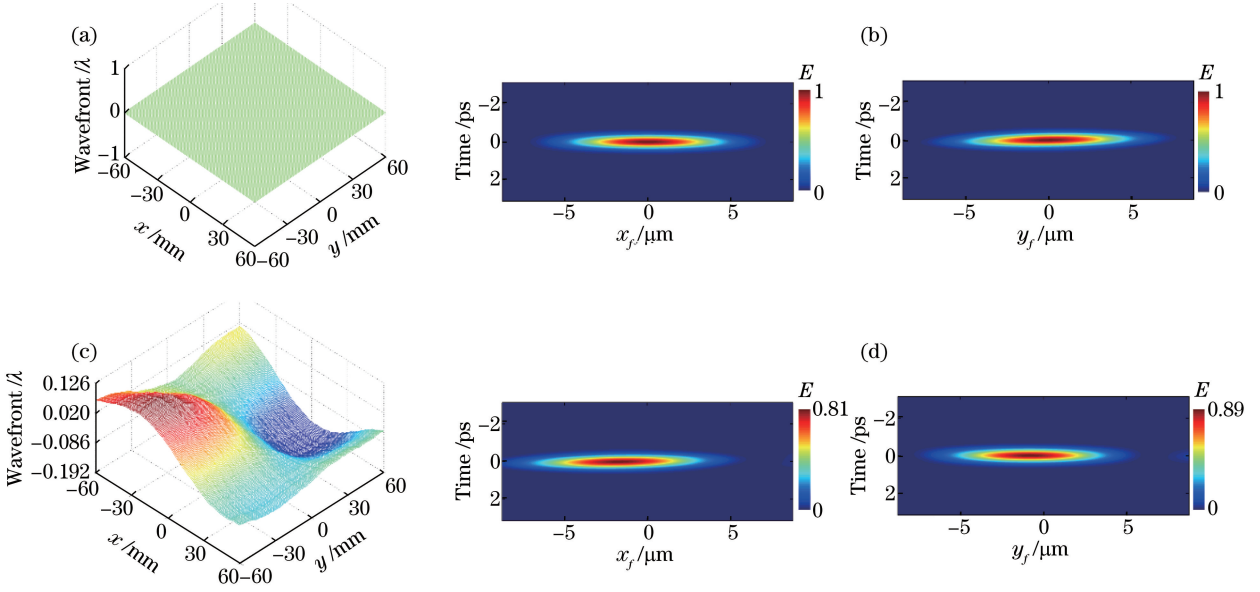 (a)
Wavefront /λ
1
0
−1
−60
−30
0
30
60
x /mm
−60
−30
0
30
60
y /mm
Time /ps
−2
0
2
−5
0
5
x_f /μm
E
1
0
(b)
Time /ps
−2
0
2
−5
0
5
y_f /μm
E
1
0
(c)
Wavefront /λ
0.126
0.020
−0.086
−0.192
−60
−30
0
30
60
x /mm
−60
−30
0
30
60
y /mm
Time /ps
−2
0
2
−5
0
5
x_f /μm
E
0.81
0
(d)
Time /ps
−2
0
2
−5
0
5
y_f /μm
E
0.89
0